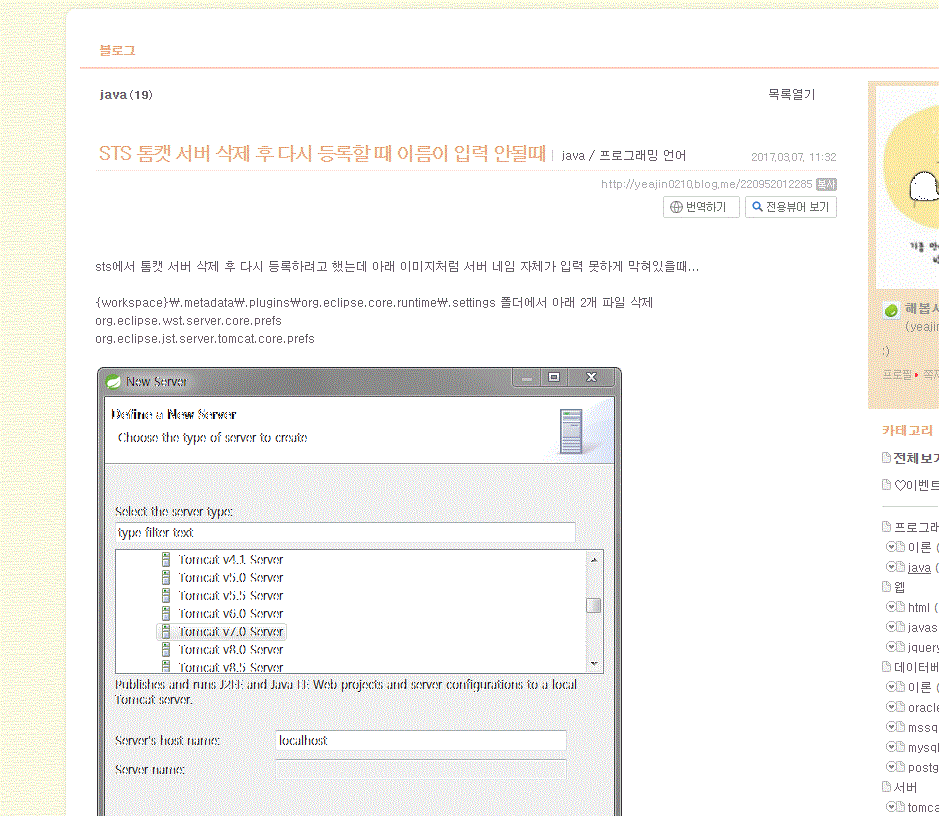 블로그
java (19)
목록열기
STS 톰캣 서버 삭제 후 다시 등록할 때 이름이 입력 안될때 | java / 프로그래밍 언어
2017.03.07. 11:32
http://yeajin0210.blog.me/220952012285 복사
번역하기
전용뷰어 보기
sts에서 톰캣 서버 삭제 후 다시 등록하려고 했는데 아래 이미지처럼 서버 네임 자체가 입력 못하게 막혀있을때...
{workspace}₩.metadata₩.plugins₩org.eclipse.core.runtime₩.settings 폴더에서 아래 2개 파일 삭제
org.eclipse.wst.server.core.prefs
org.eclipse.jst.server.tomcat.core.prefs
New Server
Define a New Server
Choose the type of server to create
Select the server type:
type filter text
Tomcat v4.1 Server
Tomcat v5.0 Server
Tomcat v5.5 Server
Tomcat v6.0 Server
Tomcat v7.0 Server
Tomcat v8.0 Server
Tomcat v8.5 Server
Publishes and runs J2EE and Java EE Web projects and server configurations to a local
Tomcat server.
Server's host name:
localhost
Server name:
해봅시
(yeajin
:)
프로필
카테고리
전체보기
♡이벤트
프로그래
이론 (
java (
웹
html (
javas
jquery
데이터베
이론 (
oracle
mssq
mysql
postg
서버
tomca